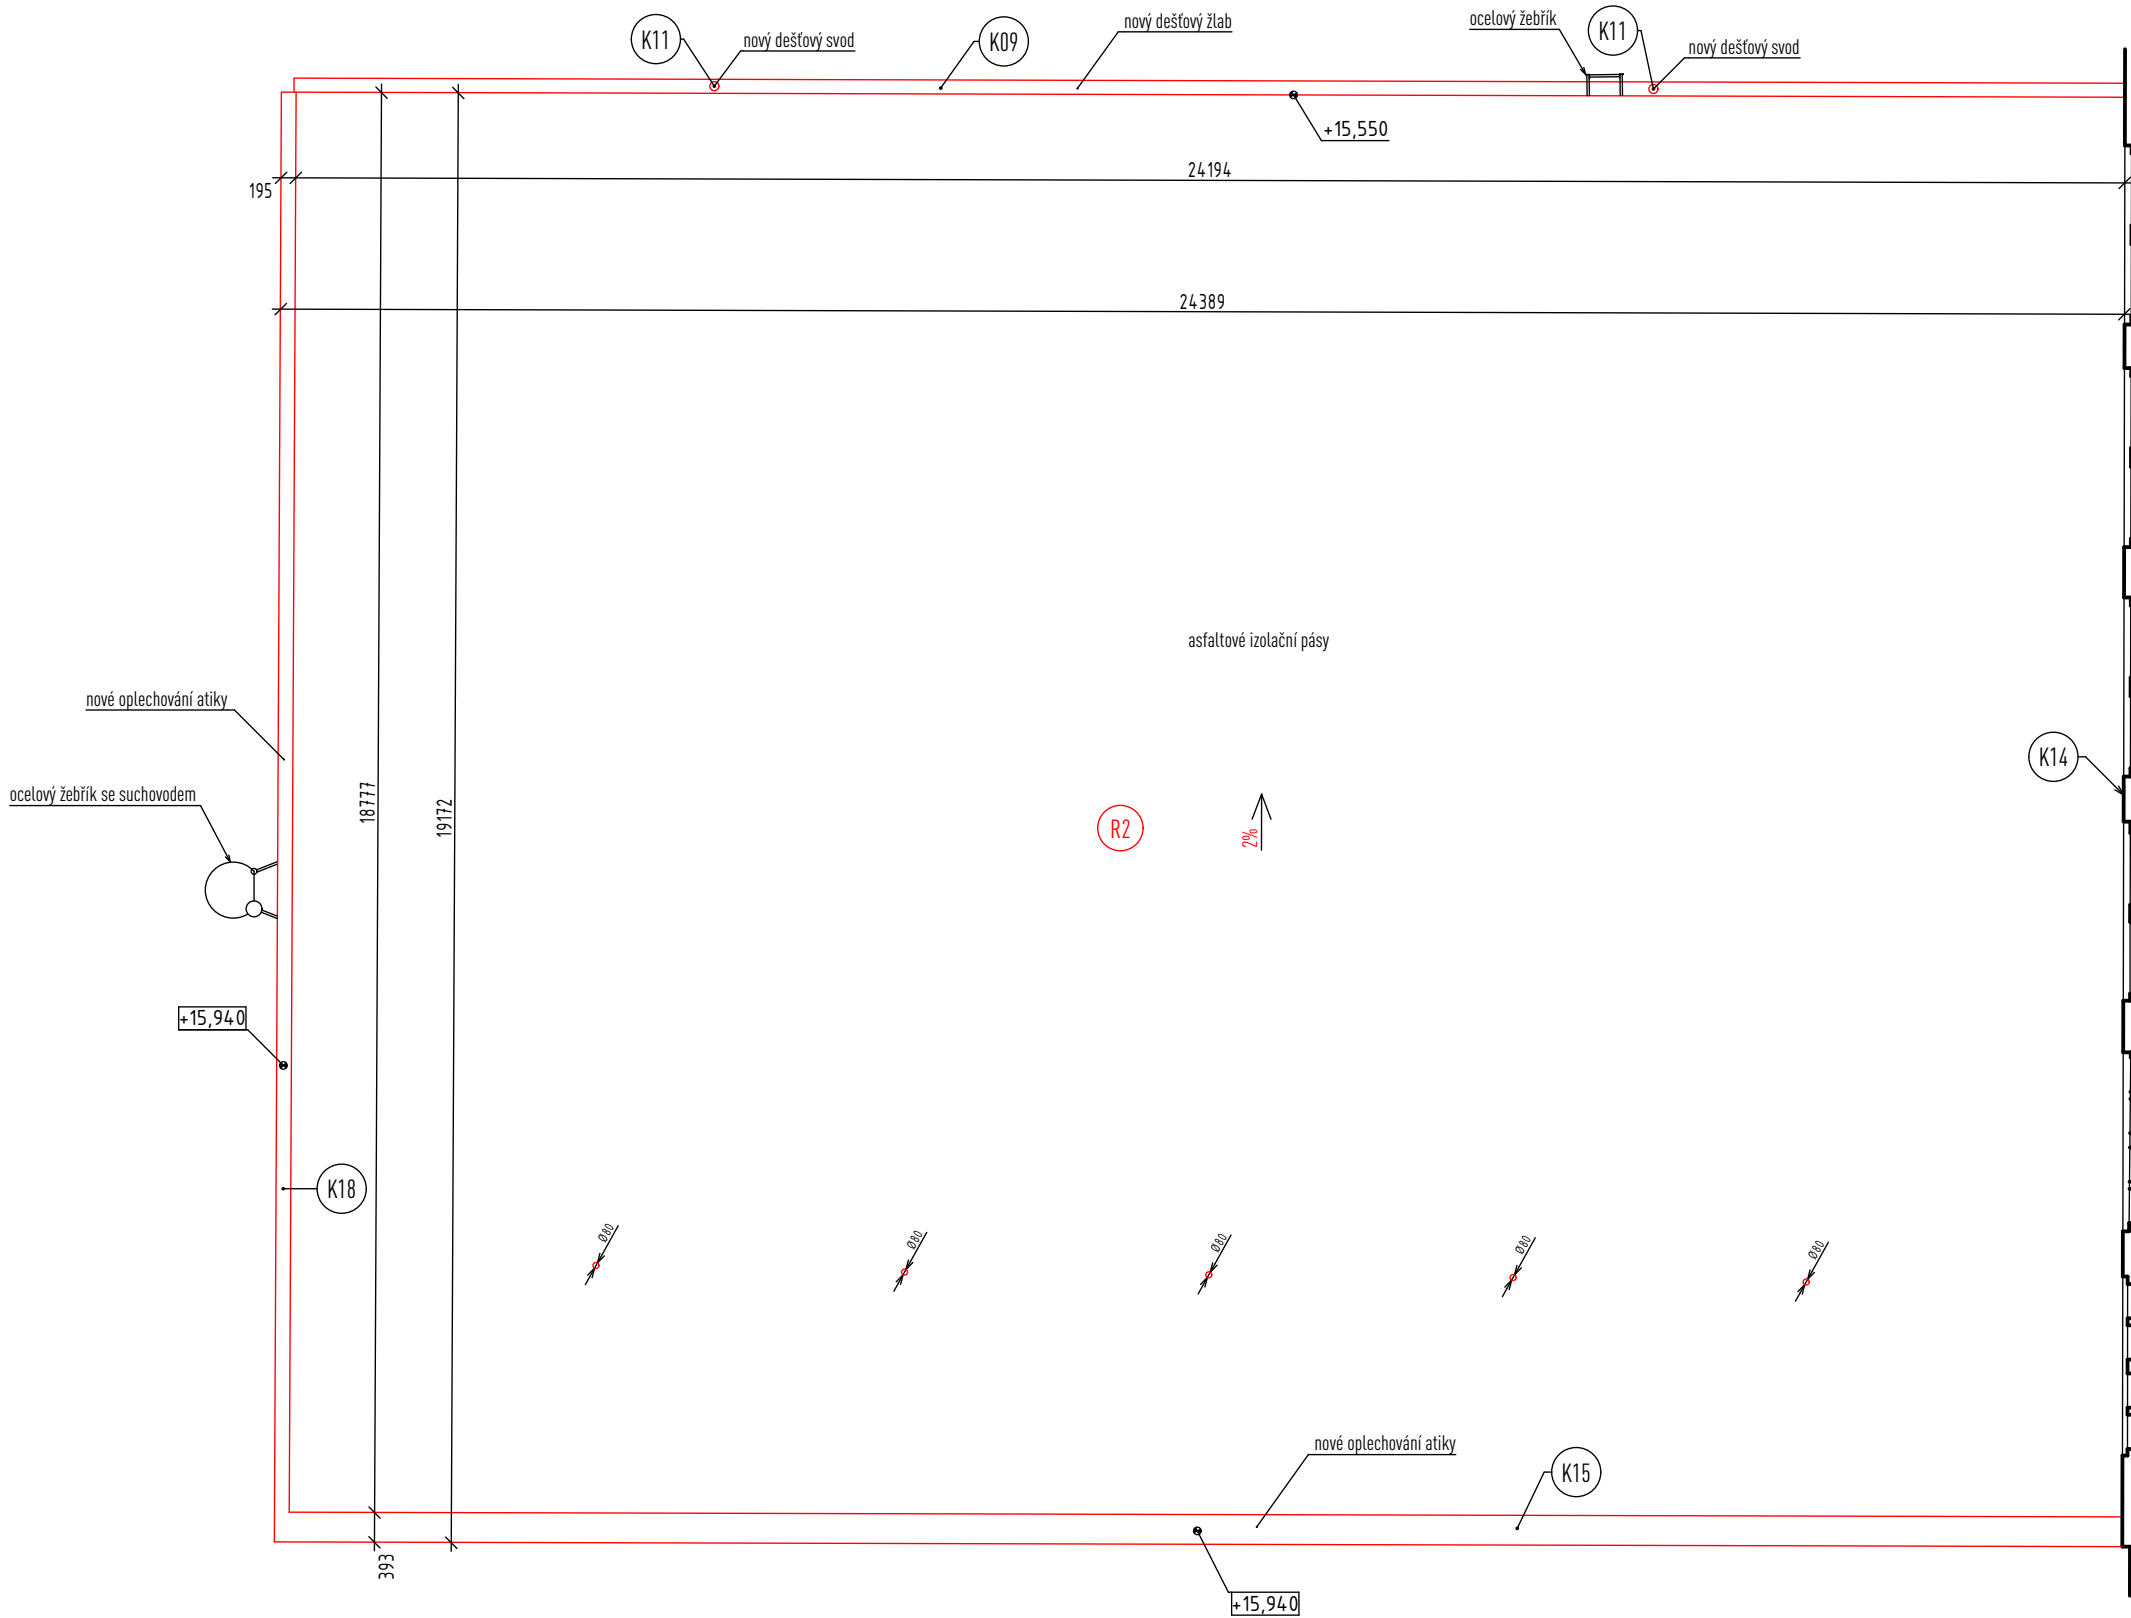 K11
nový dešťový svod
K09
nový dešťový žlab
ocelový žebřík
K11
nový dešťový svod
+15,550
195
24194
24389
asfaltové izolační pásy
nové oplechování atiky
K14
ocelový žebřík se suchovodem
18777
19172
R2
2%
+15,940
K18
Ø80
Ø80
Ø80
Ø80
Ø80
nové oplechování atiky
K15
393
+15,940